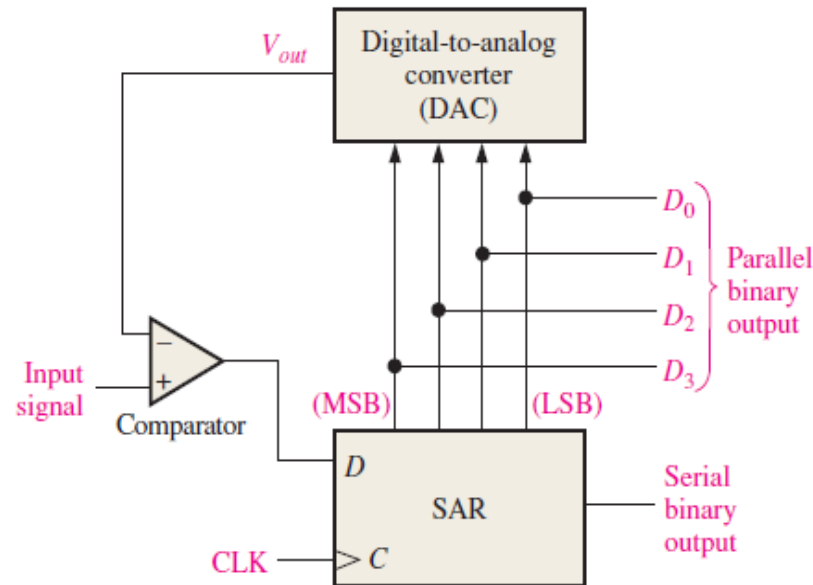 Digital-to-analog
converter
(DAC)
V_out
D_0
D_1
D_2
D_3
Parallel
binary
output
−
+
Input
signal
Comparator
(MSB)
(LSB)
D
SAR
C
CLK
Serial
binary
output